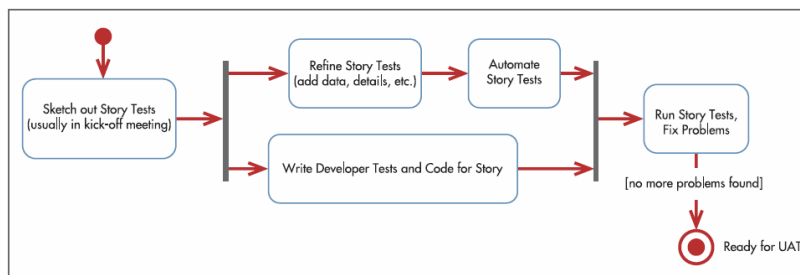 Sketch out Story Tests
(usually in kick-off meeting)
Refine Story Tests
(add data, details, etc.)
Automate
Story Tests
Write Developer Tests and Code for Story
Run Story Tests,
Fix Problems
[no more problems found]
Ready for UAT